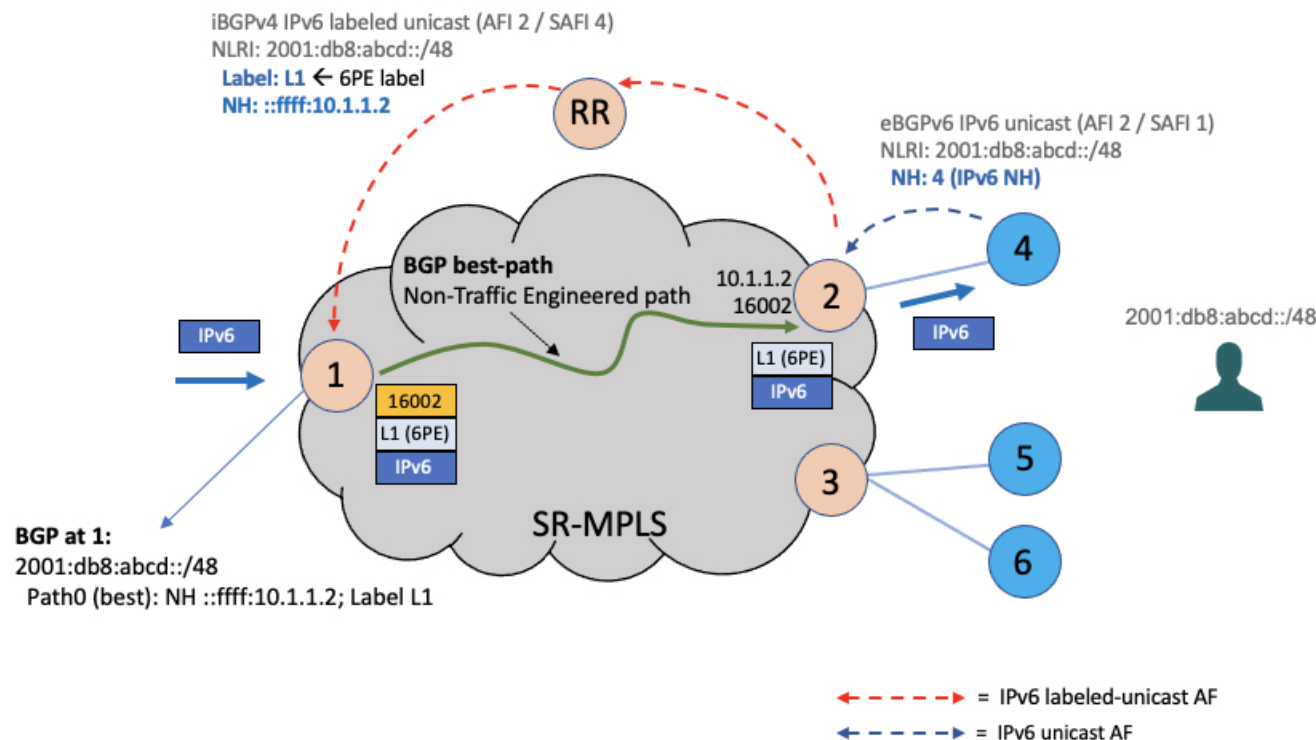 iBGPv4 IPv6 labeled unicast (AFI 2 / SAFI 4)
NLRI: 2001:db8:abcd::/48
Label: L1 ← 6PE label
NH: ::ffff:10.1.1.2
RR
eBGPv6 IPv6 unicast (AFI 2 / SAFI 1)
NLRI: 2001:db8:abcd::/48
NH: 4 (IPv6 NH)
4
BGP best-path
Non-Traffic Engineered path
10.1.1.2
16002
2
IPv6
IPv6
2001:db8:abcd::/48
1
L1 (6PE)
IPv6
16002
L1 (6PE)
IPv6
3
5
6
SR-MPLS
BGP at 1:
2001:db8:abcd::/48
Path0 (best): NH ::ffff:10.1.1.2; Label L1
= IPv6 labeled-unicast AF
= IPv6 unicast AF